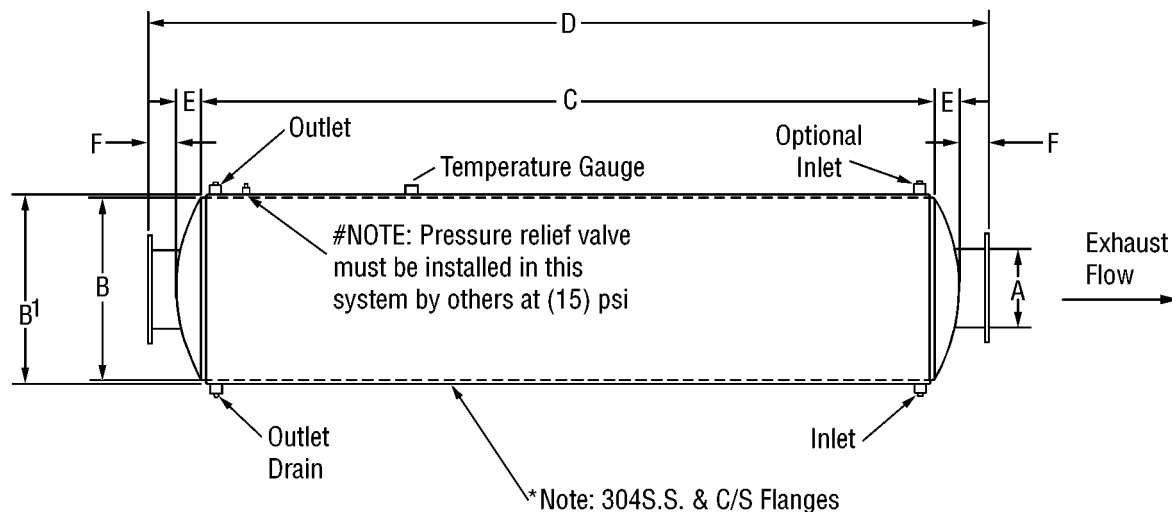 D
E
C
E
F
Outlet
Optional
Inlet
F
Temperature Gauge
#NOTE: Pressure relief valve
must be installed in this
system by others at (15) psi
B
B1
A
Exhaust
Flow
Outlet
Drain
Inlet
*Note: 304S.S. & C/S Flanges